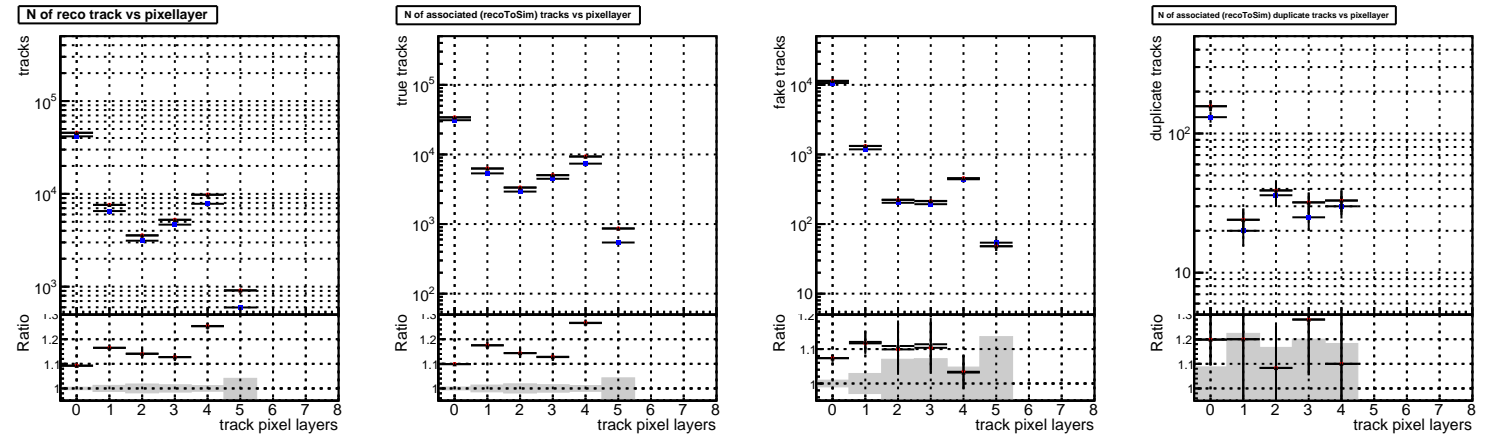 N of reco track vs pixellayer
tracks
10^5
10^4
10^3
Ratio
1.3
1.2
1.1
1
0 1 2 3 4 5 6 7 8
track pixel layers
N of associated (recoToSim) tracks vs pixellayer
true tracks
10^5
10^4
10^3
10^2
Ratio
1.3
1.2
1.1
1
0 1 2 3 4 5 6 7 8
track pixel layers
fake tracks
10^4
10^3
10^2
10
Ratio
1.2
1.1
1
0 1 2 3 4 5 6 7 8
track pixel layers
N of associated (recoToSim) duplicate tracks vs pixellayer
duplicate tracks
10^2
10
Ratio
1.3
1.2
1.1
1
0 1 2 3 4 5 6 7 8
track pixel layers